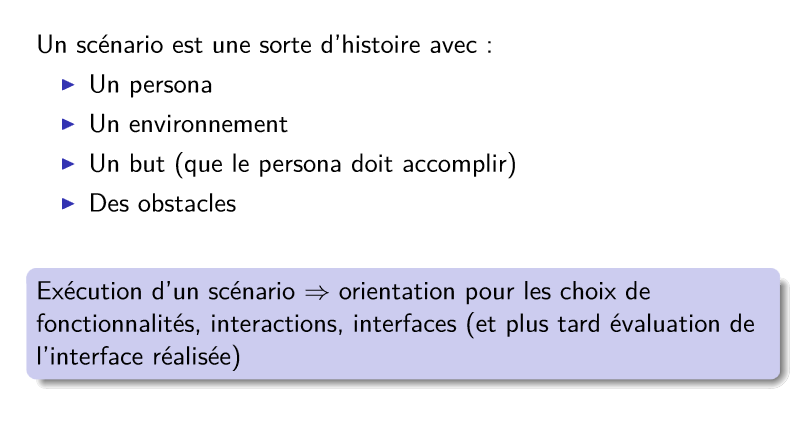 Un scénario est une sorte d'histoire avec :
▶ Un persona
▶ Un environnement
▶ Un but (que le persona doit accomplir)
▶ Des obstacles
Exécution d'un scénario ⇒ orientation pour les choix de
fonctionnalités, interactions, interfaces (et plus tard évaluation de
l'interface réalisée)